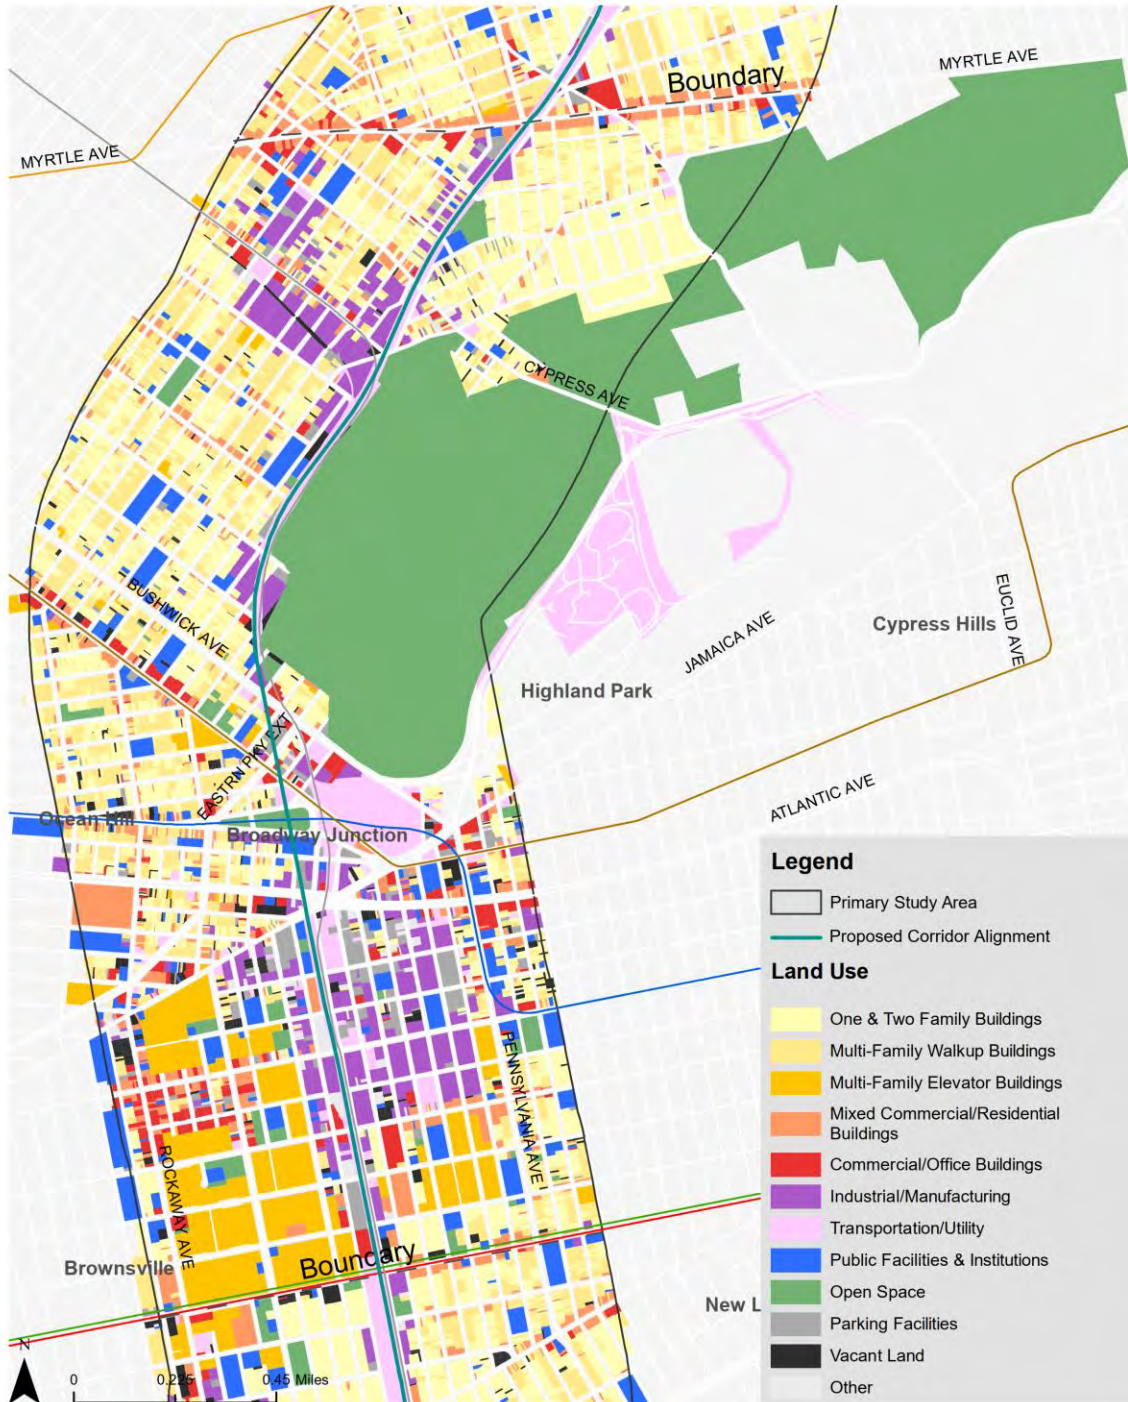 MYRTLE AVE
Boundary
MYRTLE AVE
CYPRESS AVE
BUSHWICK AVE
EUCLID AVE
Cypress Hills
JAMAICA AVE
Highland Park
EASTRN PKY EXT
ATLANTIC AVE
Ocean Hill
Broadway Junction
PENNSYLVANIA AVE
ROCKAWAY AVE
Boundary
Brownsville
New L
N
0 0.225 0.45 Miles
Legend
Primary Study Area
Proposed Corridor Alignment
Land Use
One & Two Family Buildings
Multi-Family Walkup Buildings
Multi-Family Elevator Buildings
Mixed Commercial/Residential
Buildings
Commercial/Office Buildings
Industrial/Manufacturing
Transportation/Utility
Public Facilities & Institutions
Open Space
Parking Facilities
Vacant Land
Other